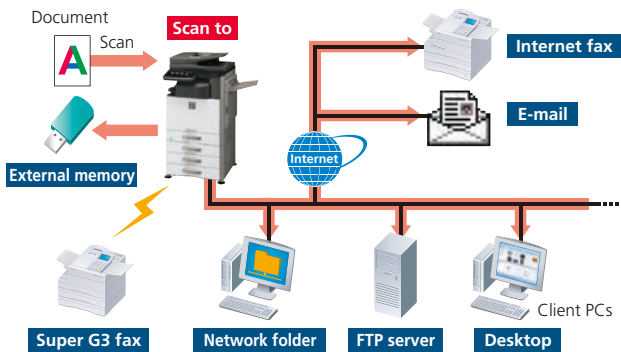 Document
Scan
A
Scan to
Internet fax
E-mail
Internet
External memory
Client PCs
Super G3 fax
Network folder
FTP server
Desktop